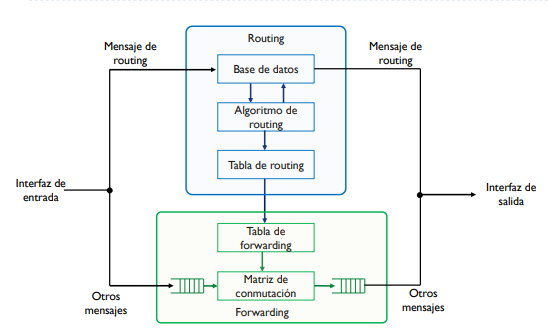 Routing
Mensaje de
routing
Mensaje de
routing
Base de datos
Algoritmo de
routing
Tabla de routing
Interfaz de
entrada
Interfaz de
salida
Tabla de
forwarding
Matriz de
conmutación
Otros
mensajes
Otros
mensajes
Forwarding